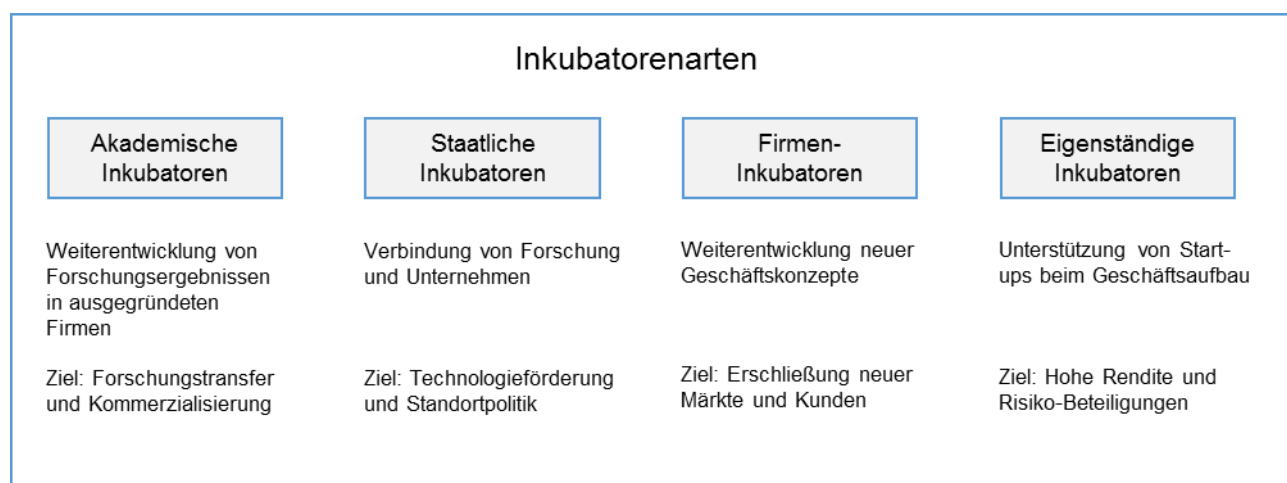 Inkubatorenarten
Akademische
Inkubatoren
Staatliche
Inkubatoren
Firmen-
Inkubatoren
Eigenständige
Inkubatoren
Weiterentwicklung von
Forschungsergebnissen
in ausgegründeten
Firmen
Verbindung von Forschung
und Unternehmen
Weiterentwicklung neuer
Geschäftskonzepte
Unterstützung von Start-
ups beim Geschäftsaufbau
Ziel: Forschungstransfer
und Kommerzialisierung
Ziel: Technologieförderung
und Standortpolitik
Ziel: Erschließung neuer
Märkte und Kunden
Ziel: Hohe Rendite und
Risiko-Beteiligungen